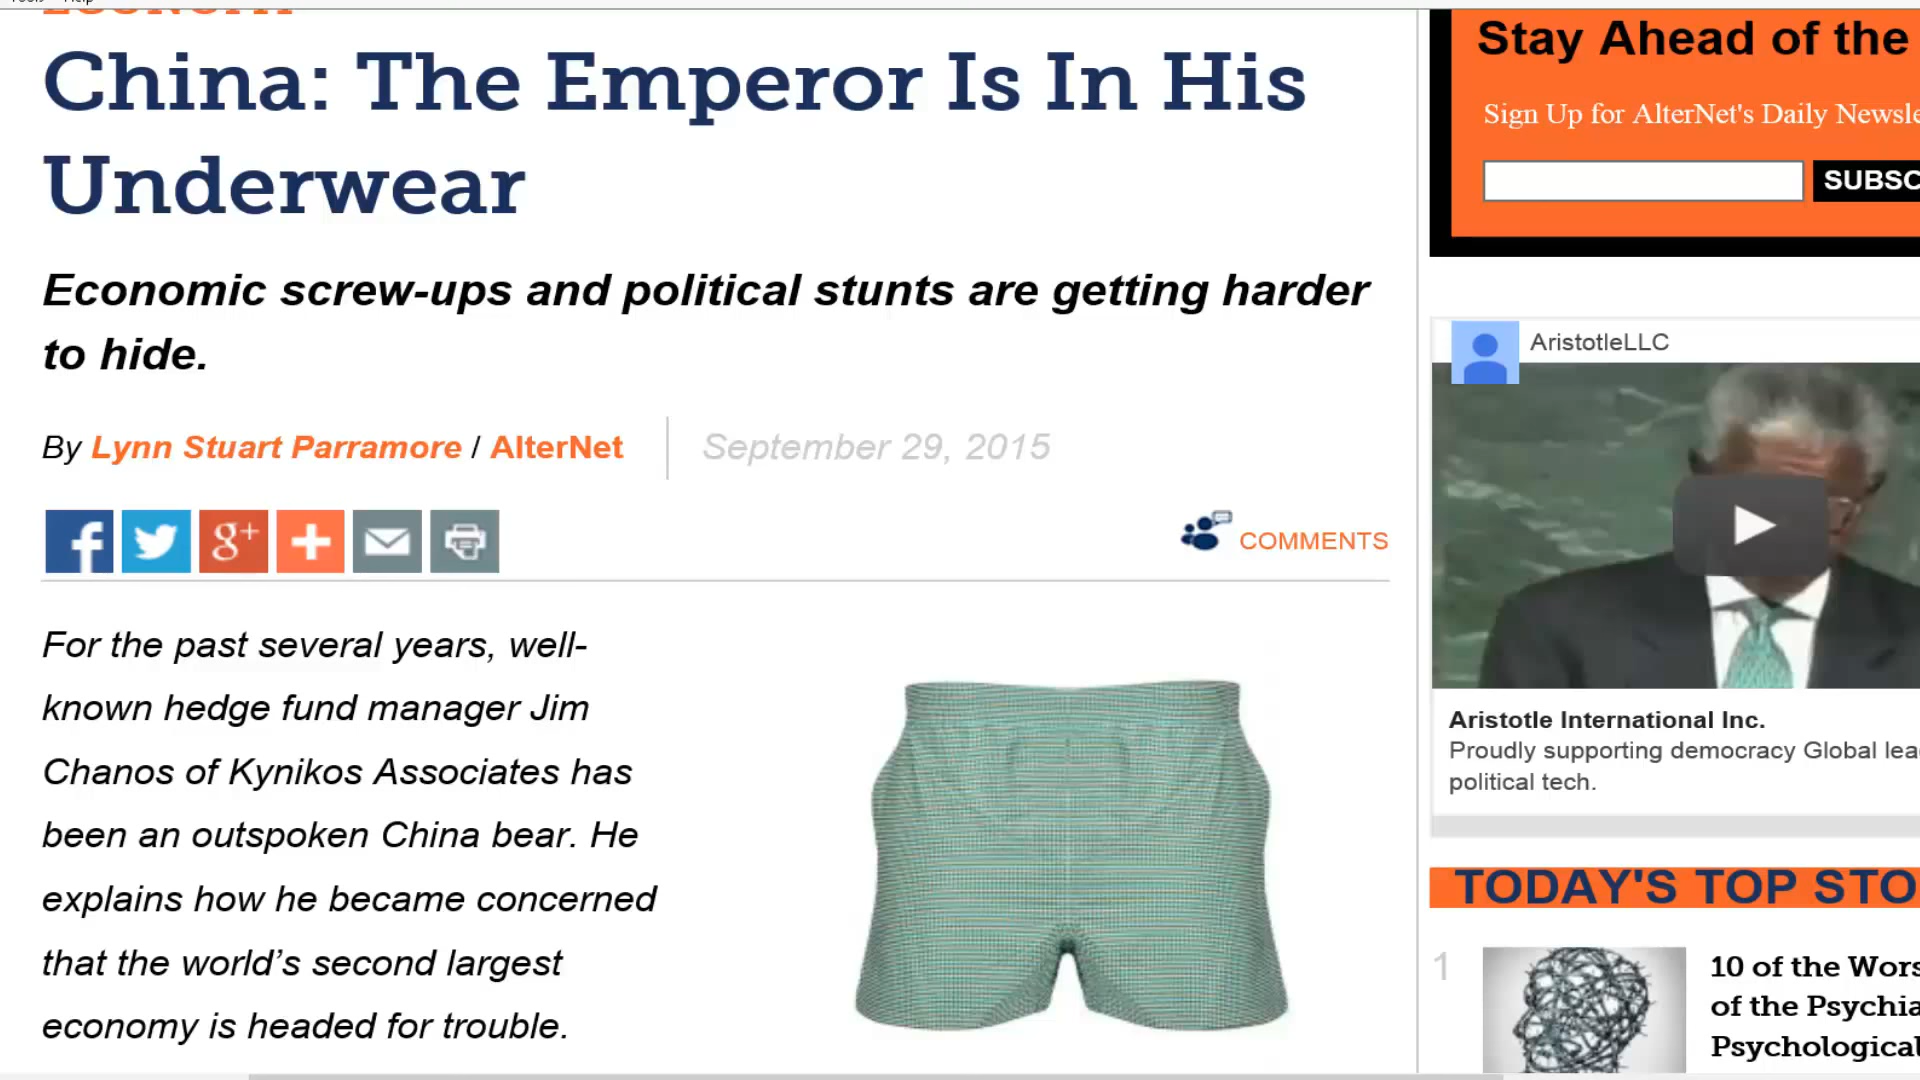 Tools Help
ECONOMY
China: The Emperor Is In His
Underwear
Economic screw-ups and political stunts are getting harder
to hide.
By Lynn Stuart Parramore / AlterNet
September 29, 2015
COMMENTS
For the past several years, well-
known hedge fund manager Jim
Chanos of Kynikos Associates has
been an outspoken China bear. He
explains how he became concerned
that the world’s second largest
economy is headed for trouble.
Stay Ahead of the
Sign Up for AlterNet's Daily Newsle
SUBSC
AristotleLLC
Aristotle International Inc.
Proudly supporting democracy Global lea
political tech.
TODAY'S TOP STO
1
10 of the Wors
of the Psychia
Psychological